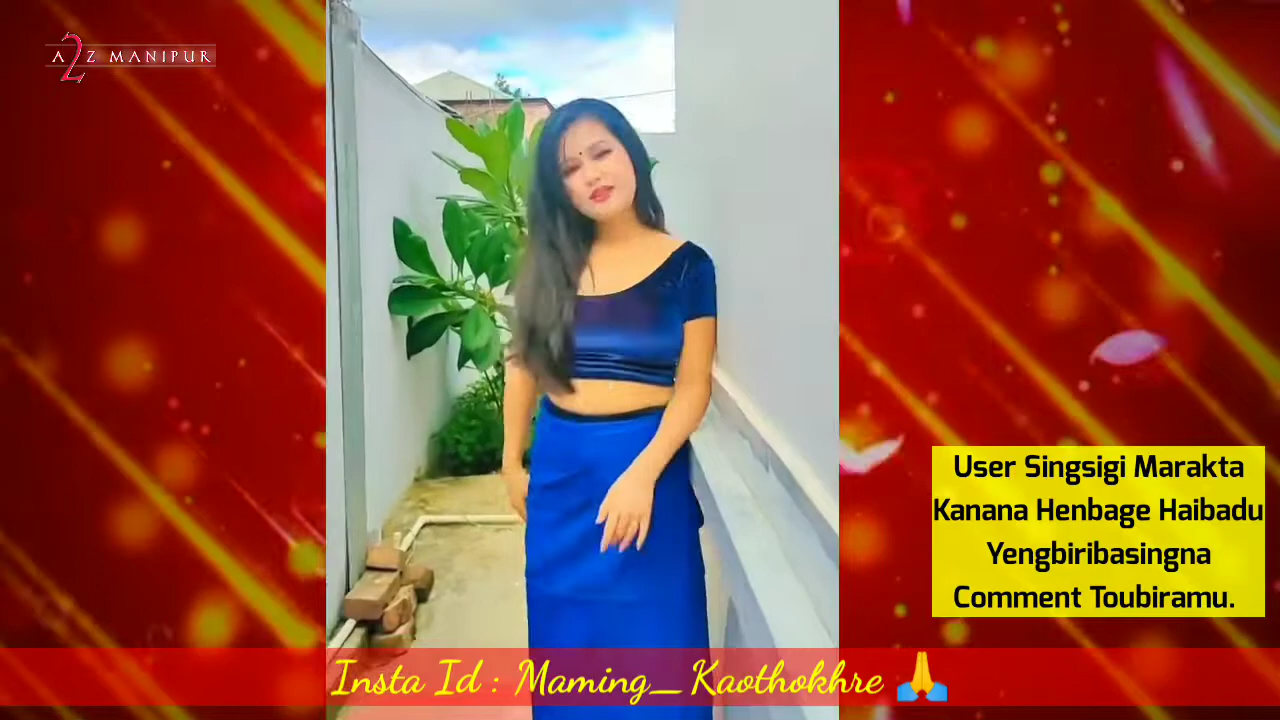 A2Z MANIPUR
User Singsigi Marakta
Kanana Henbage Haibadu
Yengbiribasingna
Comment Toubiramu.
Insta Id : Maming_Kaothokhre 🙏